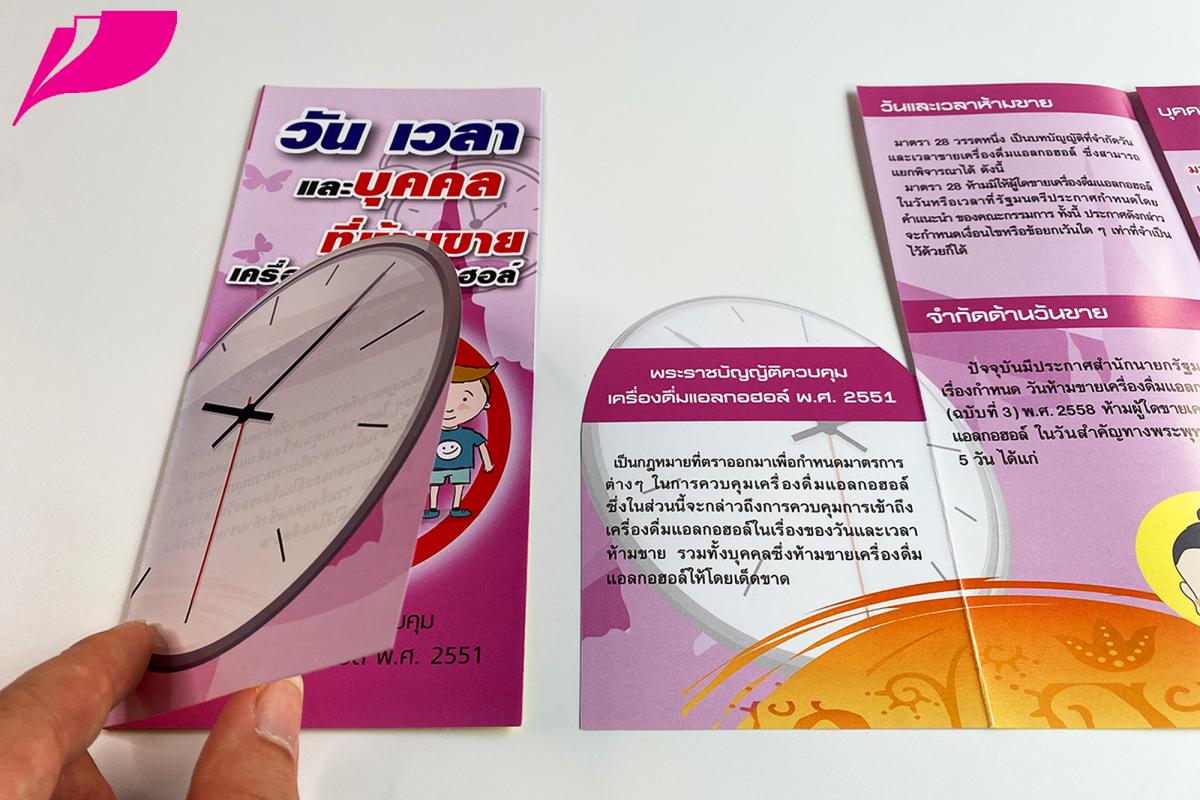 วัน เวลา
และบุคคล
ที่ห้ามขาย
เครื่
ฮอล์
คุม
พ.ศ. 2551
พระราชบัญญัติควบคุม
เครื่องดื่มแอลกอฮอล์ พ.ศ. 2551
เป็นกฎหมายที่ตราออกมาเพื่อกำหนดมาตรการ
ต่างๆ ในการควบคุมเครื่องดื่มแอลกอฮอล์
ซึ่งในส่วนนี้จะกล่าวถึงการควบคุมการเข้าถึง
เครื่องดื่มแอลกอฮอล์ในเรื่องของวันและเวลา
ห้ามขาย รวมทั้งบุคคลซึ่งห้ามขายเครื่องดื่ม
แอลกอฮอล์ให้โดยเด็ดขาด
วันและเวลาห้ามขาย
มาตรา 28 วรรคหนึ่ง เป็นบทบัญญัติที่จำกัดวัน
และเวลาขายเครื่องดื่มแอลกอฮอล์ ซึ่งสามารถ
แยกพิจารณาได้ ดังนี้
มาตรา 28 ห้ามมิให้ผู้ใดขายเครื่องดื่มแอลกอฮอล์
ในวันหรือเวลาที่รัฐมนตรีประกาศกำหนดโดย
คำแนะนำ ของคณะกรรมการ ทั้งนี้ ประกาศดังกล่าว
จะกำหนดเงื่อนไขหรือข้อยกเว้นใด ๆ เท่าที่จำเป็น
ไว้ด้วยก็ได้
จำกัดด้านวันขาย
ปัจจุบันมีประกาศสำนักนายกรัฐม
เรื่องกำหนด วันห้ามขายเครื่องดื่มแอลก
(ฉบับที่ 3) พ.ศ. 2558 ห้ามผู้ใดขายเค
แอลกอฮอล์ ในวันสำคัญทางพระพุท
5 วัน ได้แก่
บุคค